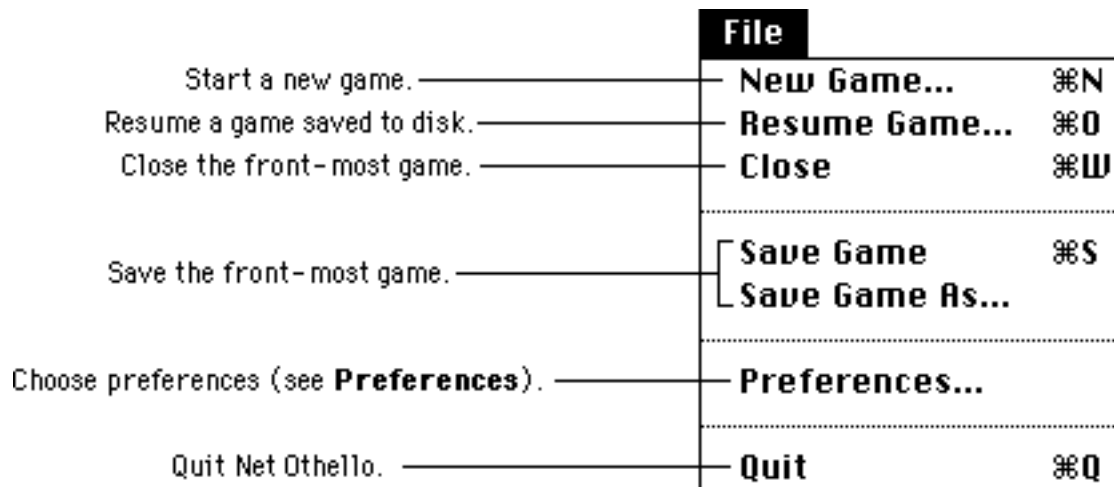 File
Start a new game. New Game... ⌘N
Resume a game saved to disk. Resume Game... ⌘O
Close the front-most game. Close ⌘W
Save Game ⌘S
Save the front-most game.
Save Game As...
Choose preferences (see Preferences). Preferences...
Quit Net Othello. Quit ⌘Q